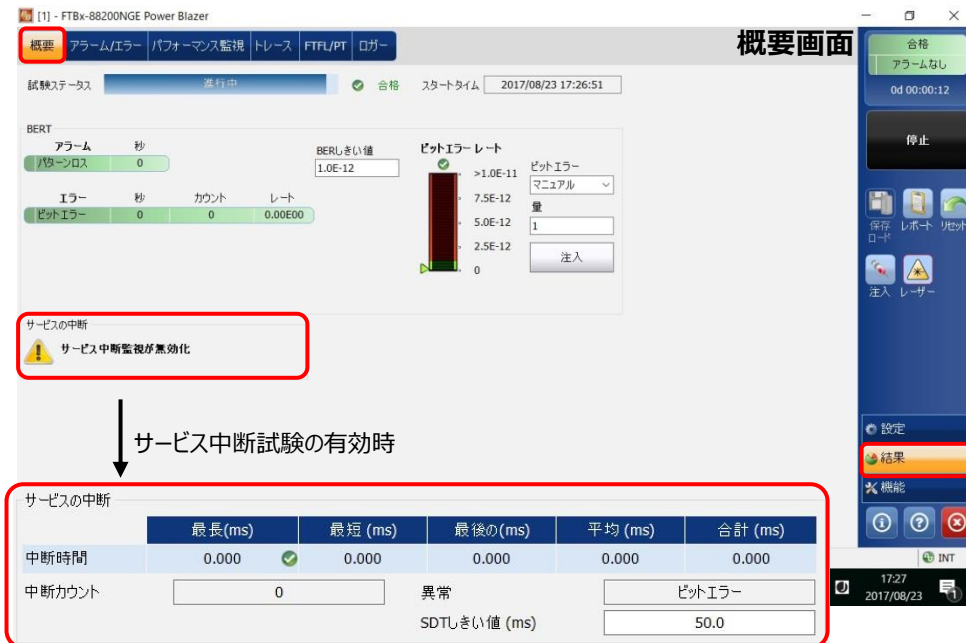 [1] - FTBx-88200NGE Power Blazer
概要 アラーム/エラー パフォーマンス監視 トレース FTFL/PT ロガー
概要画面
試験ステータス 進行中 合格 スタートタイム 2017/08/23 17:26:51
BERT
アラーム 秒
パターンロス 0
エラー 秒 カウント レート
ビットエラー 0 0 0.00E00
BERしきい値
1.0E-12
ビットエラー レート
>1.0E-11
7.5E-12
5.0E-12
2.5E-12
0
ビットエラー
マニュアル
量
1
注入
サービスの中断
サービス中断監視が無効化
サービス中断試験の有効時
サービスの中断
最長(ms) 最短 (ms) 最後の(ms) 平均 (ms) 合計 (ms)
中断時間 0.000 0.000 0.000 0.000 0.000
中断カウント 0 異常 ビットエラー
SDTしきい値 (ms) 50.0
合格
アラームなし
0d 00:00:12
停止
保存 レポート リセット
ロード
注入 レーザー
設定
結果
機能
INT
17:27
2017/08/23
1